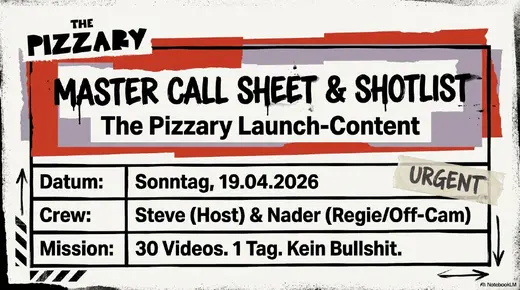 THE
PIZZARY
MASTER CALL SHEET & SHOTLIST
The Pizzary Launch-Content
Datum: Sonntag, 19.04.2026
URGENT
Crew: Steve (Host) & Nader (Regie/Off-Cam)
Mission: 30 Videos. 1 Tag. Kein Bullshit.
NotebookLM